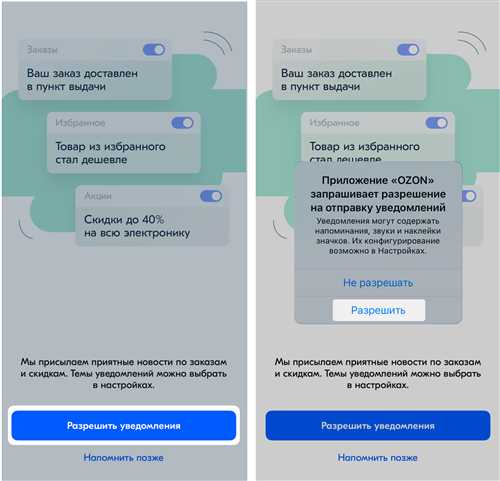 Заказы
Ваш заказ доставлен
в пункт выдачи
Избранное
Товар из избранного
стал дешевле
Акции
Скидки до 40%
на всю электронику
Мы присылаем приятные новости по заказам
и скидкам. Темы уведомлений можно выбрать
в настройках.
Разрешить уведомления
Напомнить позже
Заказы
Ваш заказ доставлен
в пункт выдачи
Избранное
Товар из избранного
стал дешевле
Приложение «OZON»
запрашивает разрешение
на отправку уведомлений
Уведомления могут содержать
напоминания, звуки и наклейки
значков. Их конфигурирование
возможно в Настройках.
Не разрешать
Разрешить
Мы присылаем приятные новости по заказам
и скидкам. Темы уведомлений можно выбрать
в настройках.
Разрешить уведомления
Напомнить позже